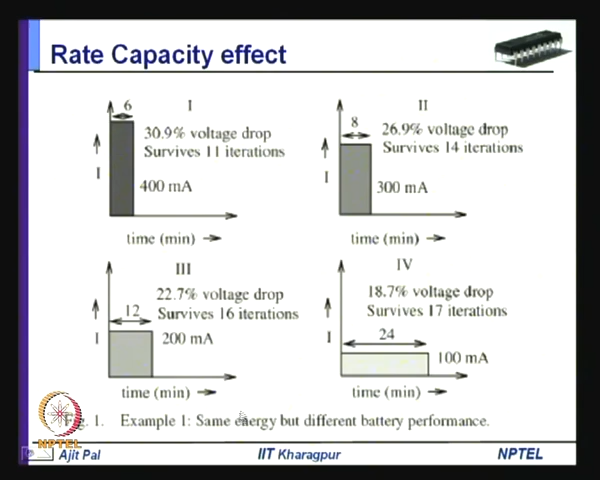 Rate Capacity effect
6
I
30.9% voltage drop
Survives 11 iterations
I
400 mA
time (min)
8
II
26.9% voltage drop
Survives 14 iterations
I
300 mA
time (min)
III
22.7% voltage drop
12
Survives 16 iterations
I
200 mA
time (min)
IV
18.7% voltage drop
Survives 17 iterations
24
I
100 mA
time (min)
1. Example 1: Same energy but different battery performance.
NPTEL
Ajit Pal
IIT Kharagpur
NPTEL